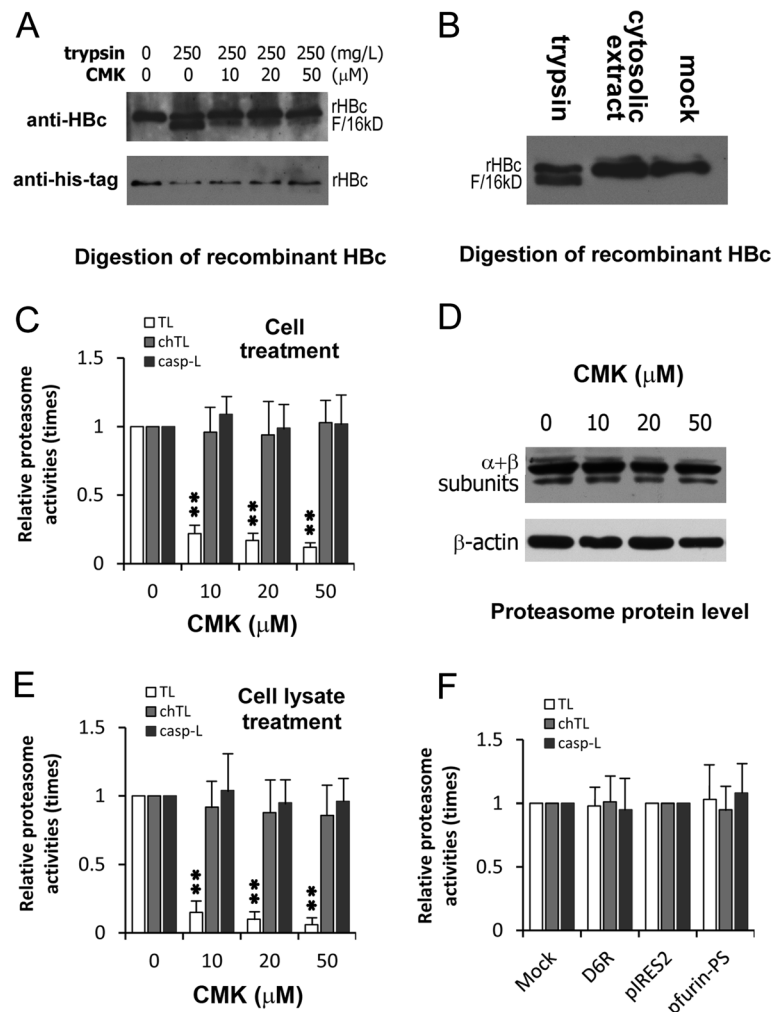 A
trypsin 0 250 250 250 250 (mg/L)
CMK 0 0 10 20 50 (μM)
anti-HBc
rHBc
F/16kD
anti-his-tag
rHBc
Digestion of recombinant HBc
B
trypsin
cytosolic
extract
mock
rHBc
F/16kD
Digestion of recombinant HBc
C
TL
chTL
casp-L
Cell
treatment
Relative proteasome
activities (times)
1.5
1
0.5
0
**
**
**
0 10 20 50
CMK (μM)
D
CMK (μM)
0 10 20 50
α+β
subunits
β-actin
Proteasome protein level
E
TL
chTL
casp-L
Cell lysate
treatment
Relative proteasome
activities (times)
1.5
1
0.5
0
**
**
**
0 10 20 50
CMK (μM)
F
TL
chTL
casp-L
Relative proteasome
activities (times)
1.5
1
0.5
0
Mock
D6R
pIRES2
pfurin-PS